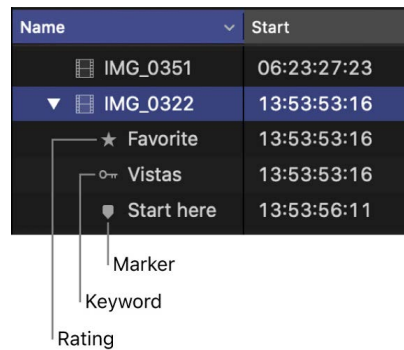 Name Start
IMG_0351 06:23:27:23
IMG_0322 13:53:53:16
Favorite 13:53:53:16
Vistas 13:53:53:16
Start here 13:53:56:11
Marker
Keyword
Rating